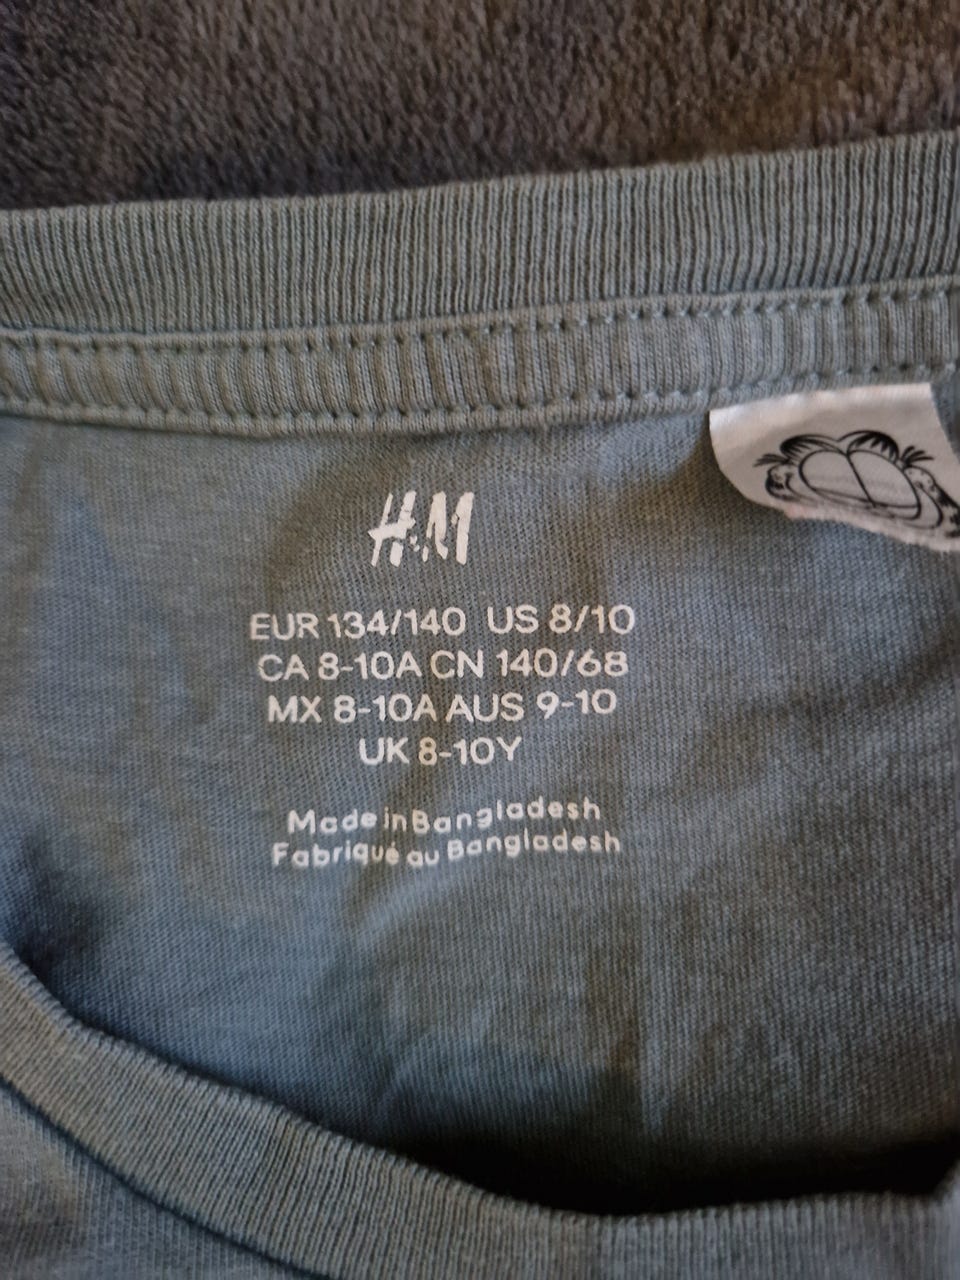 H&M
EUR 134/140 US 8/10
CA 8-10A CN 140/68
MX 8-10A AUS 9-10
UK 8-10Y
Made in Bangladesh
Fabriqué au Bangladesh